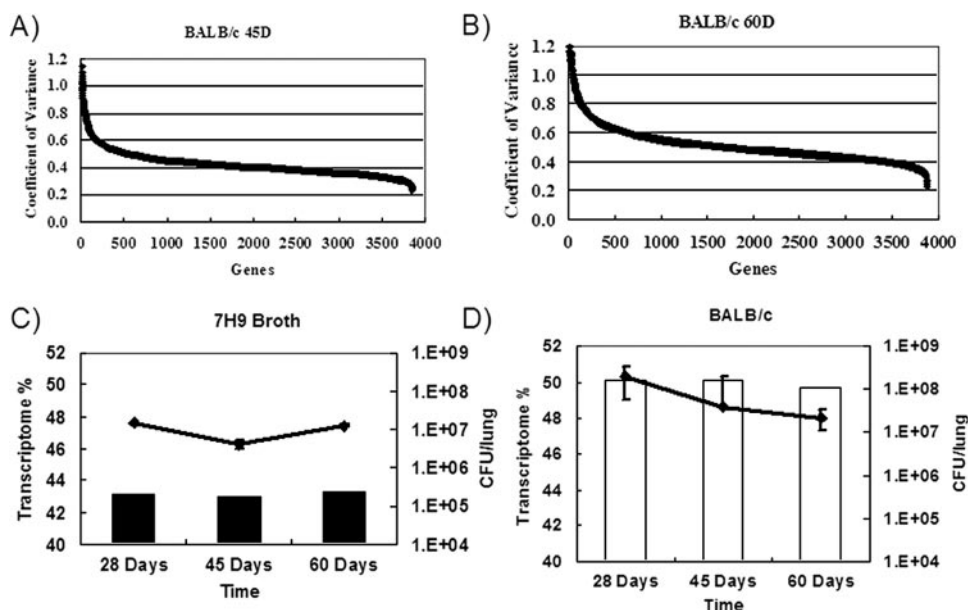 A)
BALB/c 45D
Coefficient of Variance
1.2
1.0
0.8
0.6
0.4
0.2
0.0
0 500 1000 1500 2000 2500 3000 3500 4000
Genes
B)
BALB/c 60D
Coefficient of Variance
1.2
1.0
0.8
0.6
0.4
0.2
0.0
0 500 1000 1500 2000 2500 3000 3500 4000
Genes
C)
7H9 Broth
Transcriptome %
52
50
48
46
44
42
40
1.E+09
1.E+08
1.E+07
1.E+06
1.E+05
1.E+04
CFU/lung
28 Days 45 Days 60 Days
Time
D)
BALB/c
Transcriptome %
52
50
48
46
44
42
40
1.E+09
1.E+08
1.E+07
1.E+06
1.E+05
1.E+04
CFU/lung
28 Days 45 Days 60 Days
Time